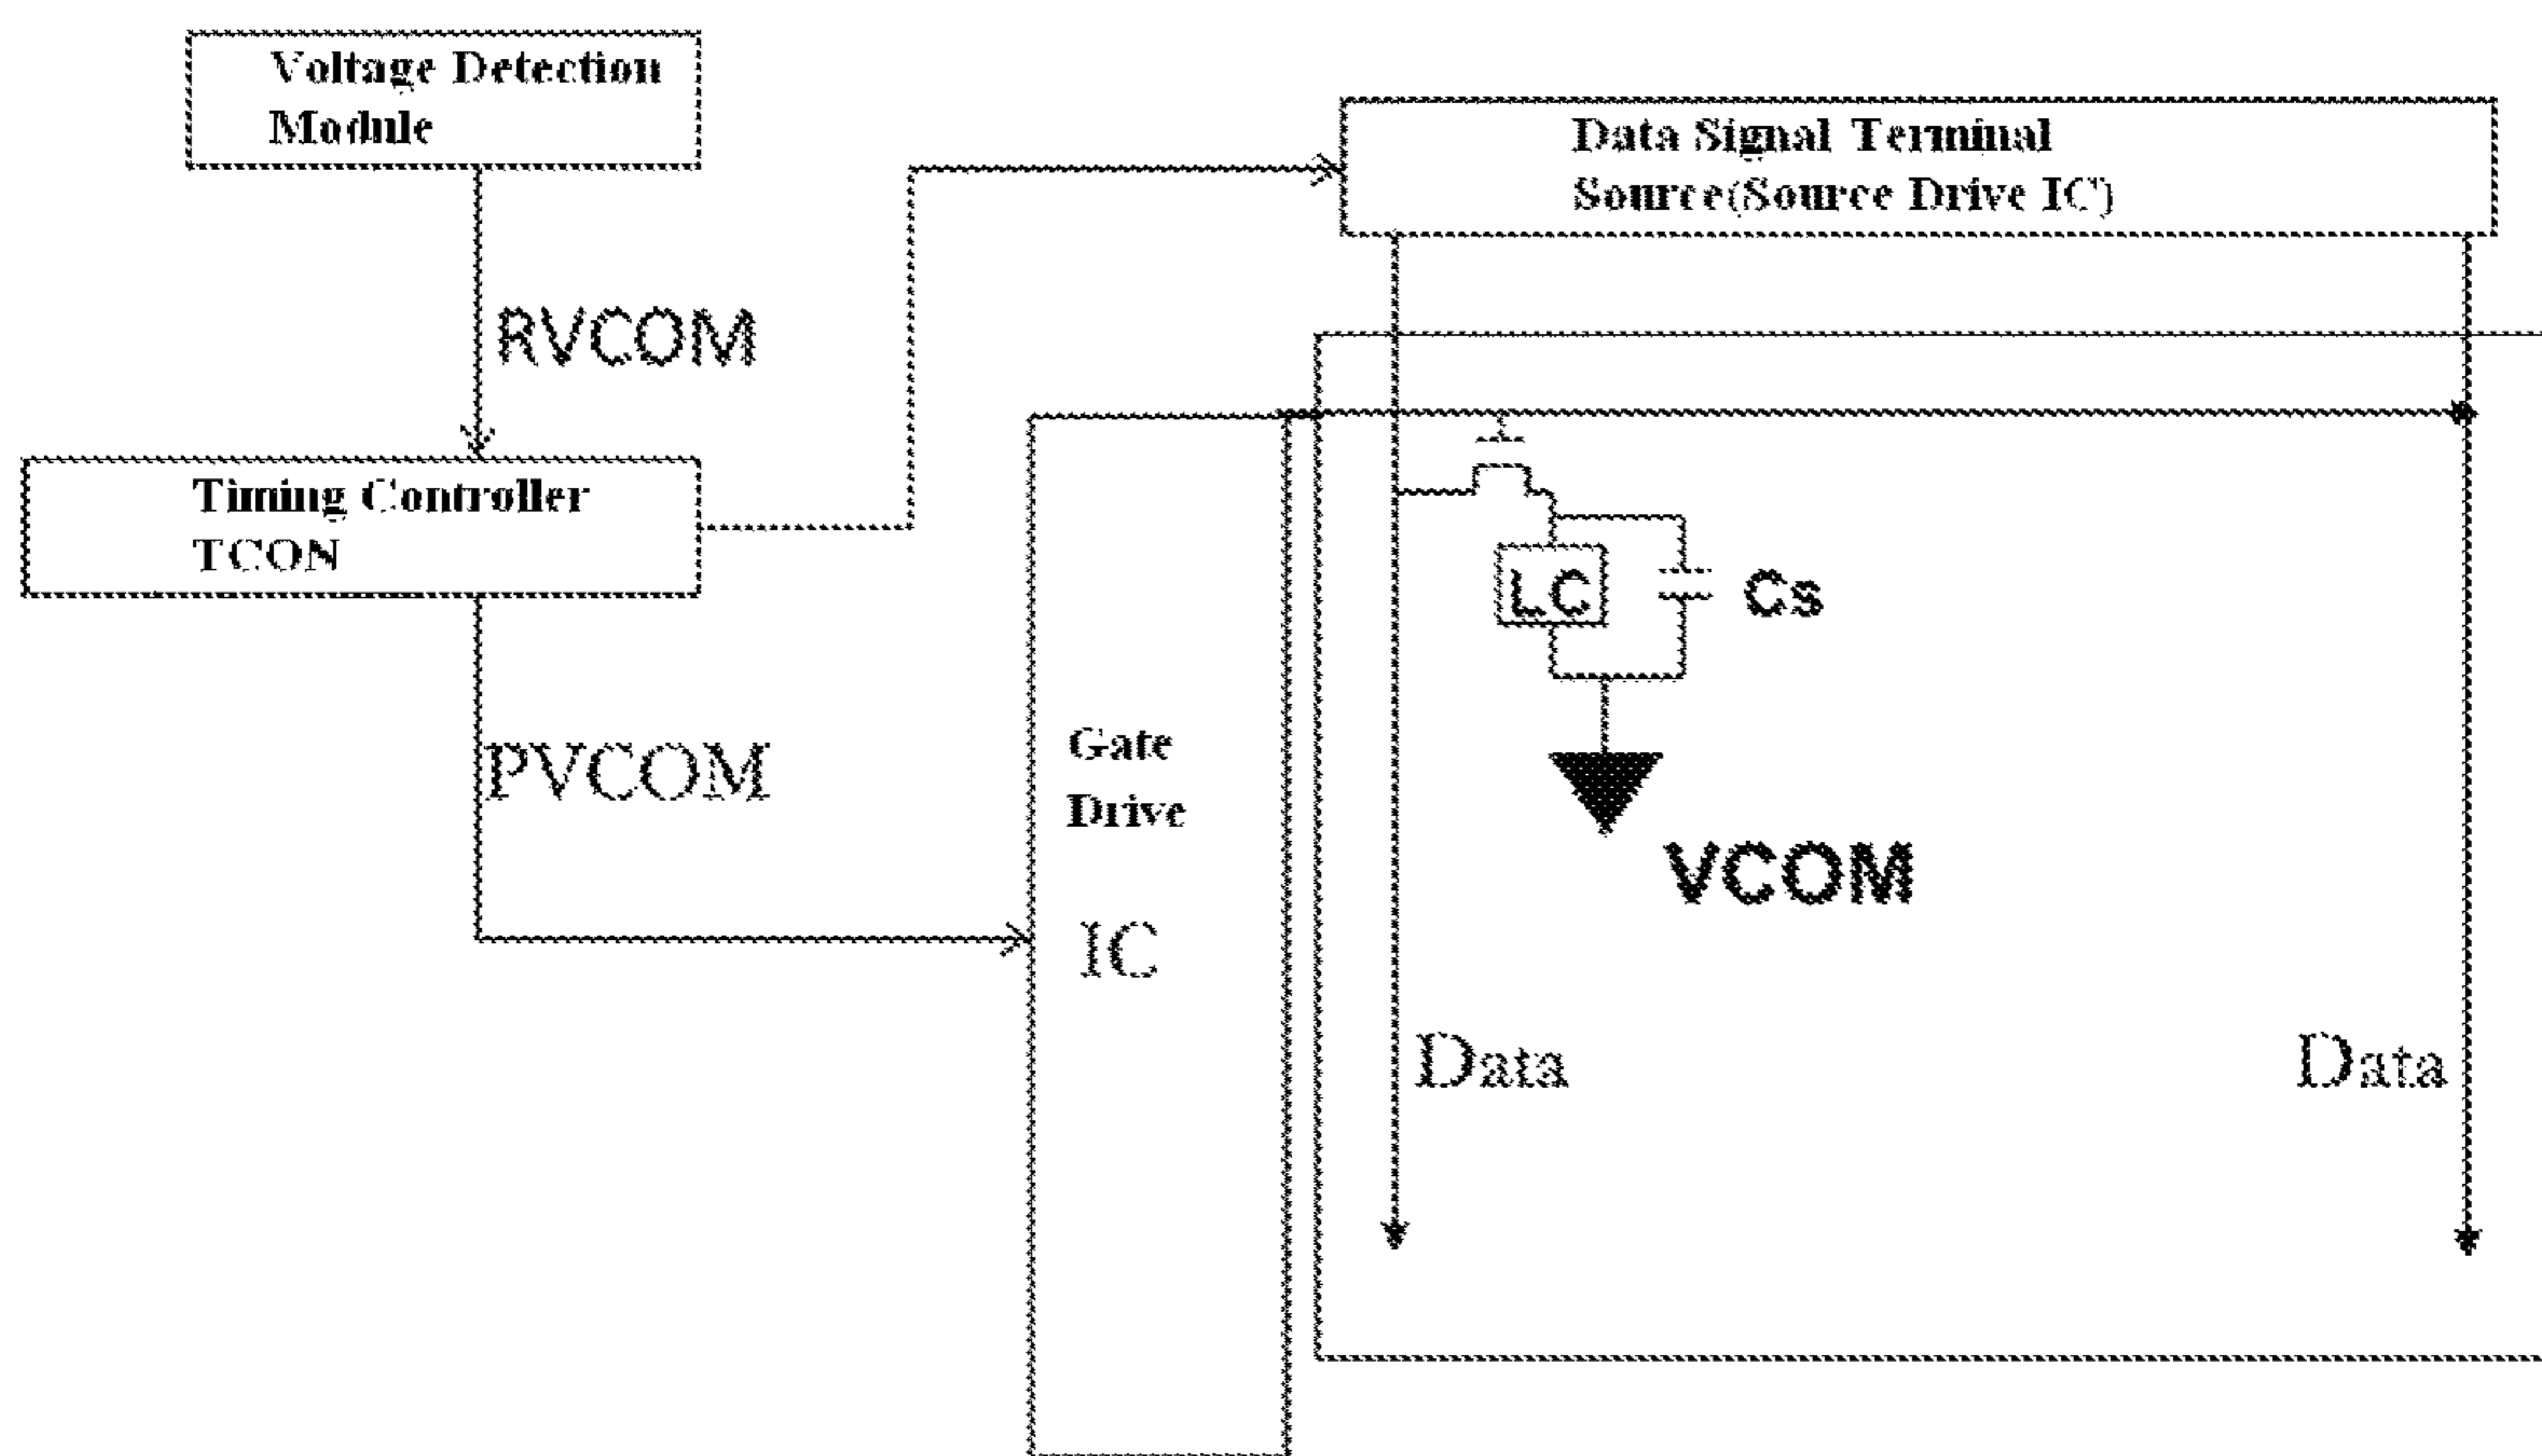 Voltage Detection
Module
Data Signal Terminal
Source(Source Drive IC)
RVCOM
Timing Controller
TCON
LC
Cs
PVCOM
Gate
Drive
IC
VCOM
Data
Data